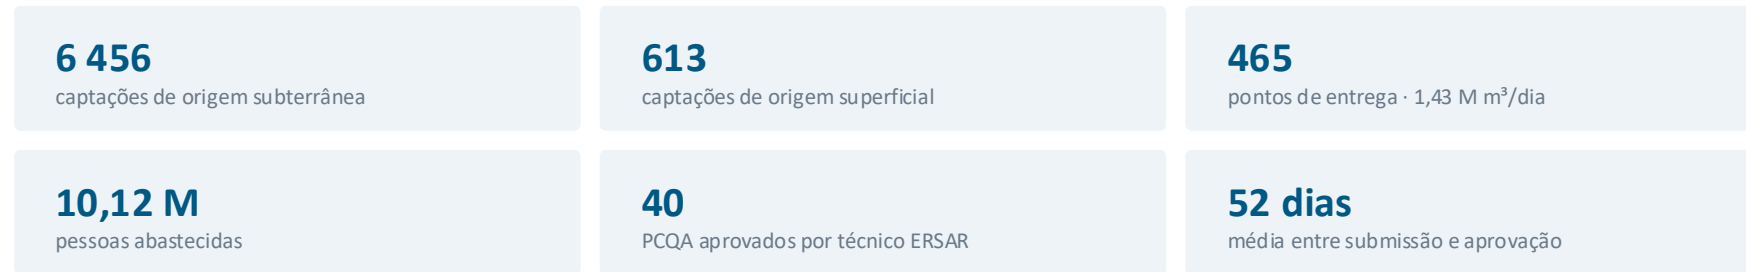 6 456
captações de origem subterrânea
613
captações de origem superficial
465
pontos de entrega · 1,43 M m³/dia
10,12 M
pessoas abastecidas
40
PCQA aprovados por técnico ERSAR
52 dias
média entre submissão e aprovação